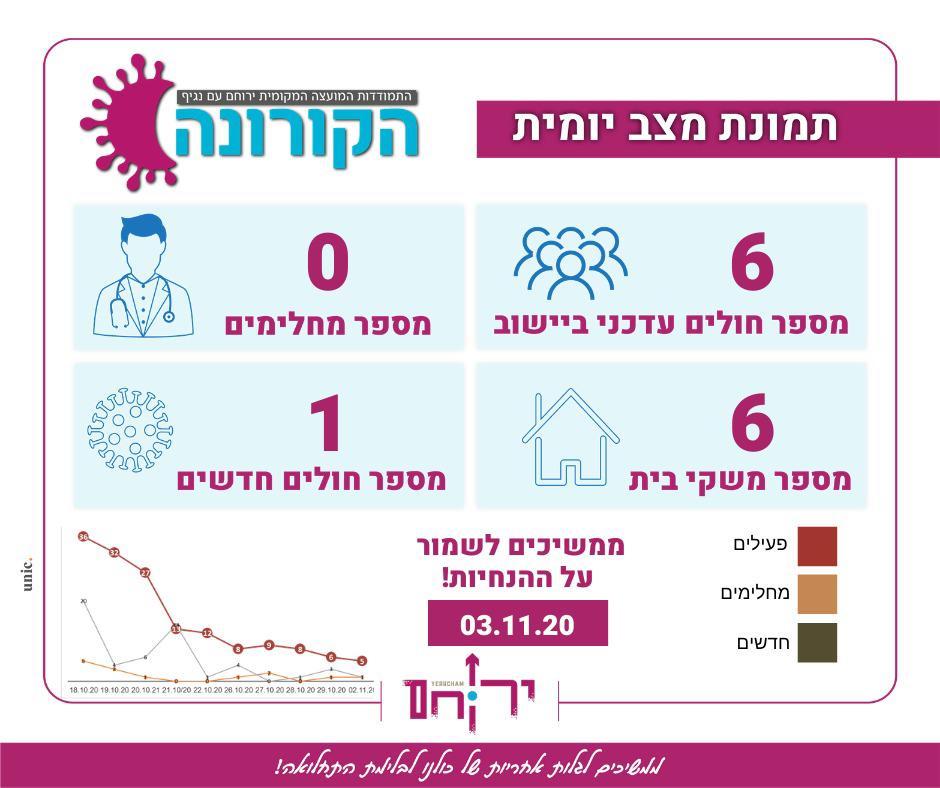 התמודדות המועצה המקומית ירוחם עם נגיף
הקורונה
תמונת מצב יומית
6
מספר חולים עדכני ביישוב
0
מספר מחלימים
6
מספר משקי בית
1
מספר חולים חדשים
פעילים
מחלימים
חדשים
ממשיכים לשמור
על ההנחיות!
03.11.20
36 32 27 13 12 8 9 8 6 5
18.10.20 19.10.20 20.10.21 21.10/20 22.10.20 26.10.20 27.10.20 28.10.20 29.10.20 02.11.20
unic.
YERUCHAM
ירוחם
ממשיכים לגלות אחריות של כולנו לבלימת התחלואה!